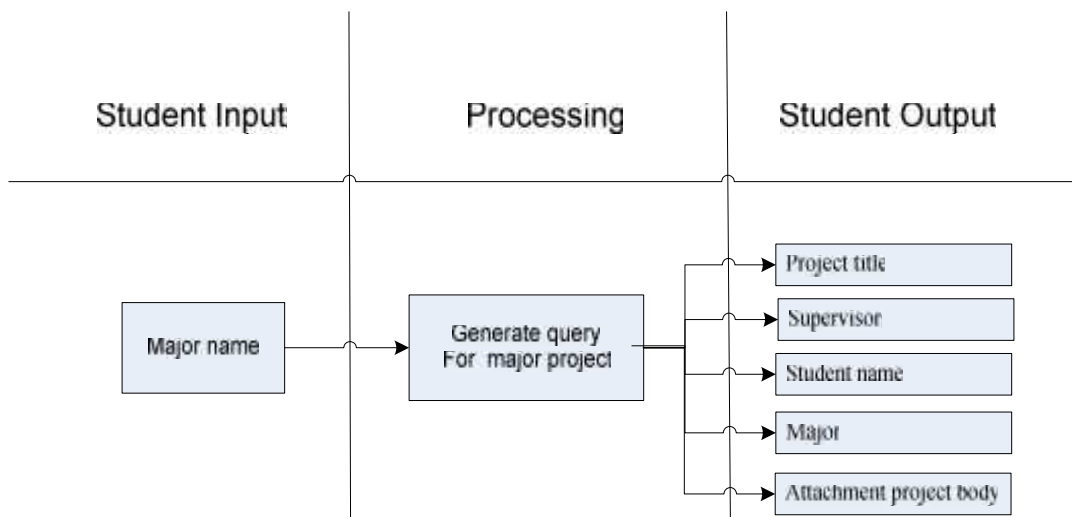 Student Input
Processing
Student Output
Major name
Generate query
For major project
Project title
Supervisor
Student name
Major
Attachment project body